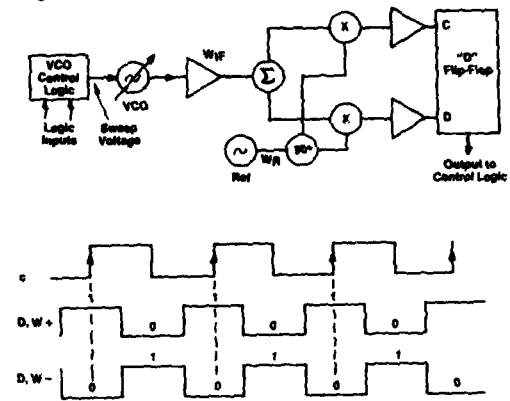 VCO
Control
Logic
Logic
Inputs
Sweep
Voltage
VCO
WIF
Σ
X
X
Ref
WR
90°
C
"D"
Flip-Flop
D
Output to
Control Logic
C
D, W +
0
0
0
D, W −
1
1
1
0
0
0
0